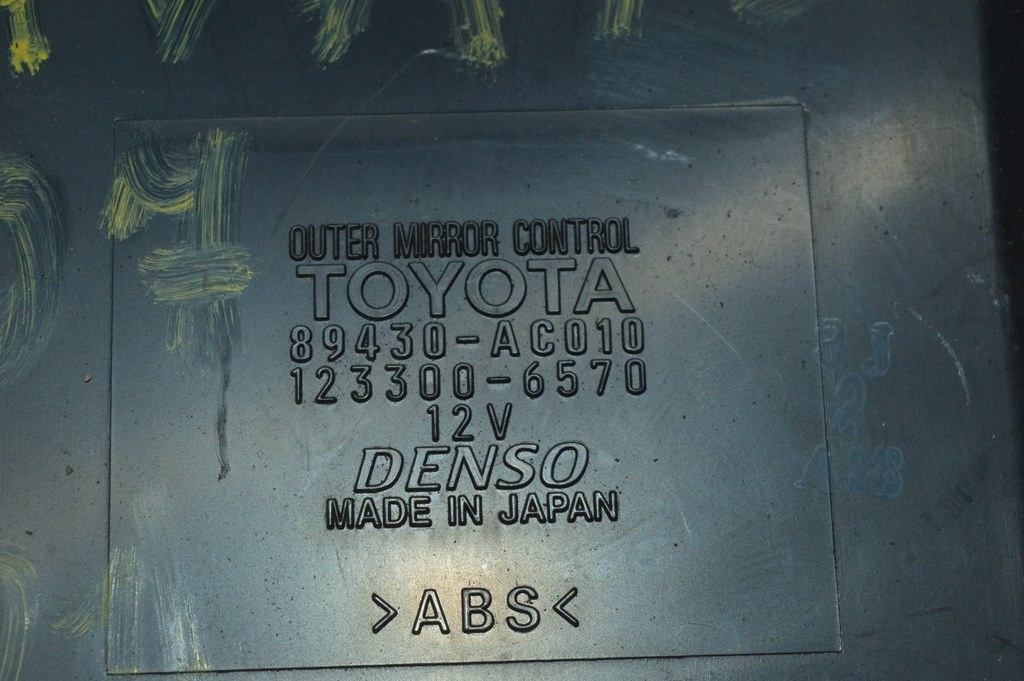 OUTER MIRROR CONTROL
TOYOTA
89430-AC010
123300-6570
12V
DENSO
MADE IN JAPAN
>ABS<